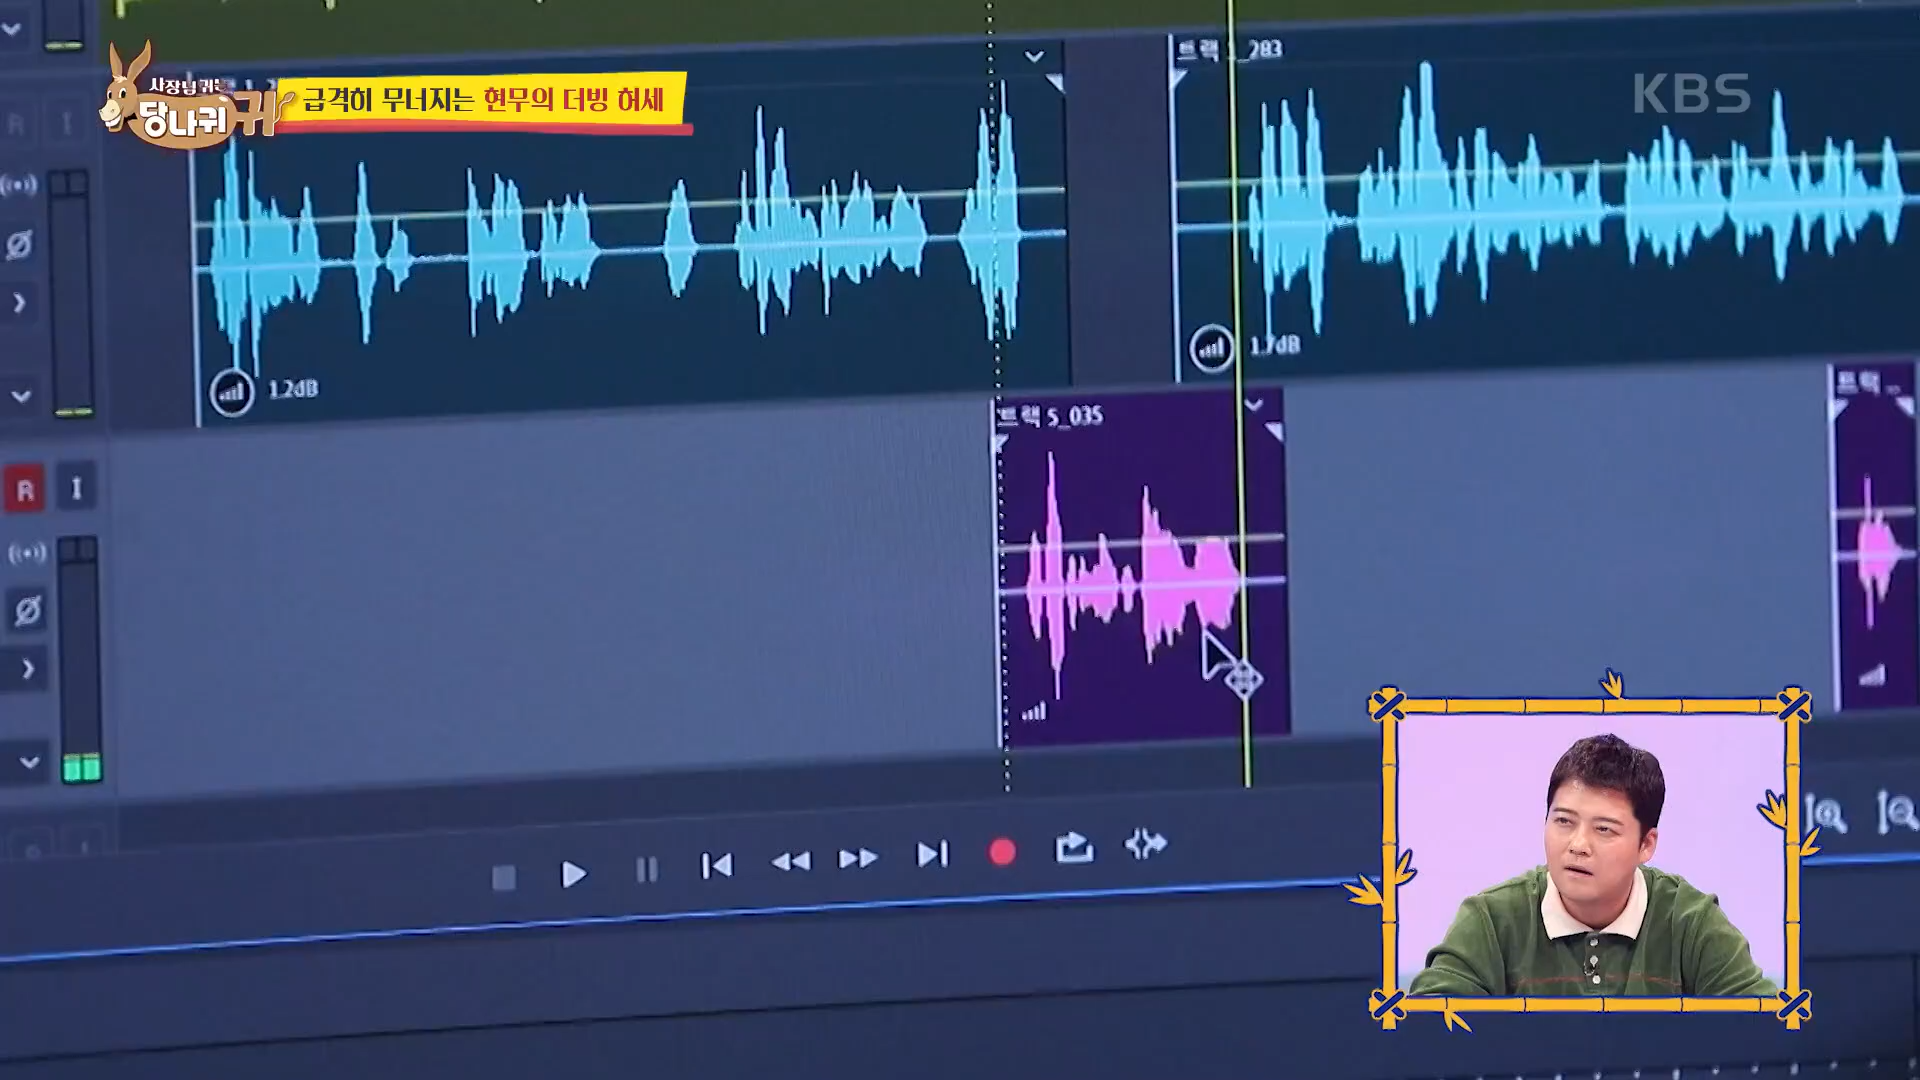 사장님 귀는
당나귀 귀
급격히 무너지는 현무의 더빙 허세
KBS
트랙 1_283
1.2dB
1.7dB
트랙 5_035
트랙
R I
R I